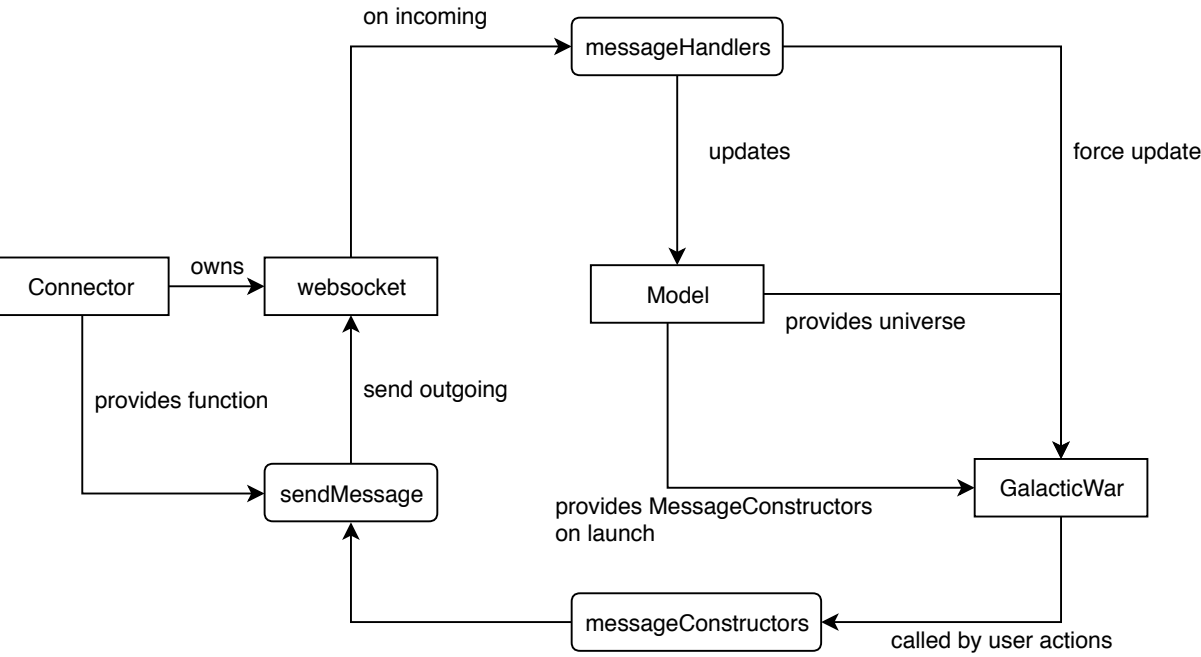 on incoming
messageHandlers
updates
force update
owns
Connector
websocket
Model
provides universe
provides function
send outgoing
sendMessage
GalacticWar
provides MessageConstructors
on launch
messageConstructors
called by user actions